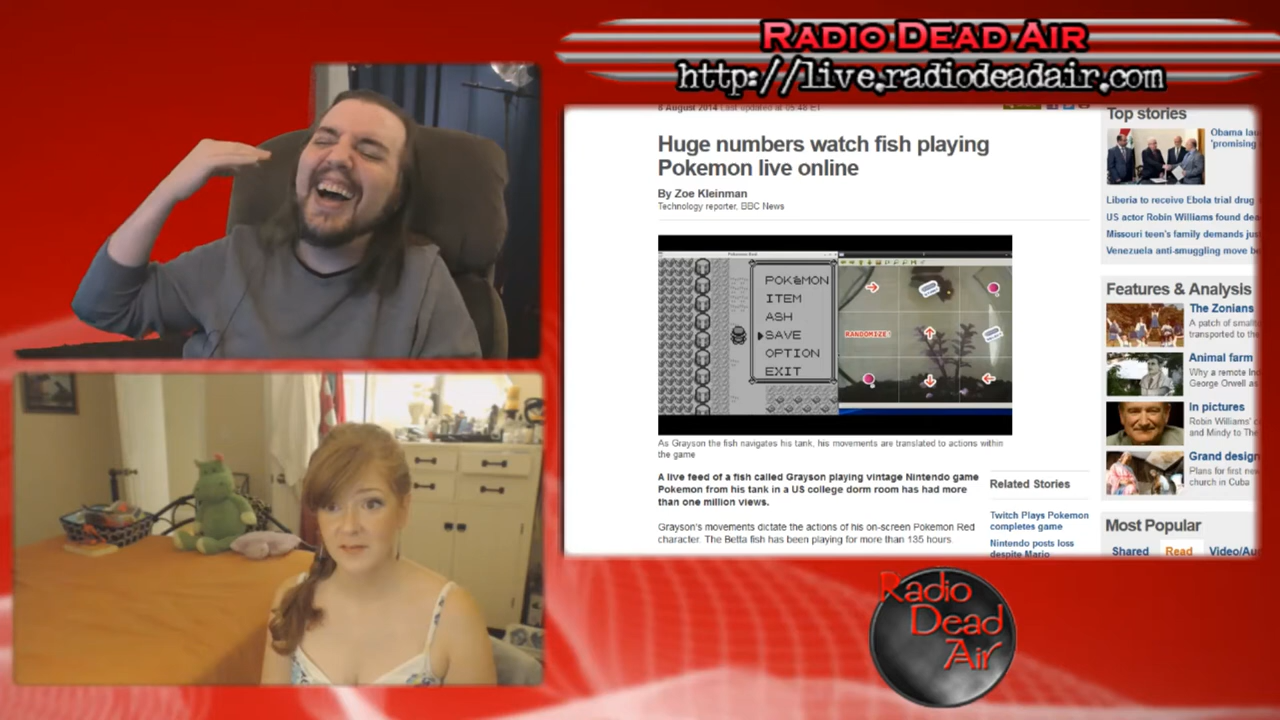 Radio Dead Air
http://live.radiodeadair.com
8 August 2014 Last updated at 05:48 ET
Huge numbers watch fish playing
Pokemon live online
By Zoe Kleinman
Technology reporter, BBC News
POKéMON
ITEM
ASH
SAVE
OPTION
EXIT
RANDOMIZE!
As Grayson the fish navigates his tank, his movements are translated to actions within
the game
A live feed of a fish called Grayson playing vintage Nintendo game
Pokemon from his tank in a US college dorm room has had more
than one million views.
Grayson's movements dictate the actions of his on-screen Pokemon Red
character. The Betta fish has been playing for more than 135 hours.
Related Stories
Twitch Plays Pokemon
completes game
Nintendo posts loss
despite Mario
Top stories
Obama lau
'promising
Liberia to receive Ebola trial drug
US actor Robin Williams found dea
Missouri teen's family demands jus
Venezuela anti-smuggling move be
Features & Analysis
The Zonians
A patch of small
transported to the
Animal farm
Why a remote Ind
George Orwell as
In pictures
Robin Williams' c
and Mindy to The
Grand design
Plans for first new
church in Cuba
Most Popular
Shared Read Video/Au
Radio
Dead
Air